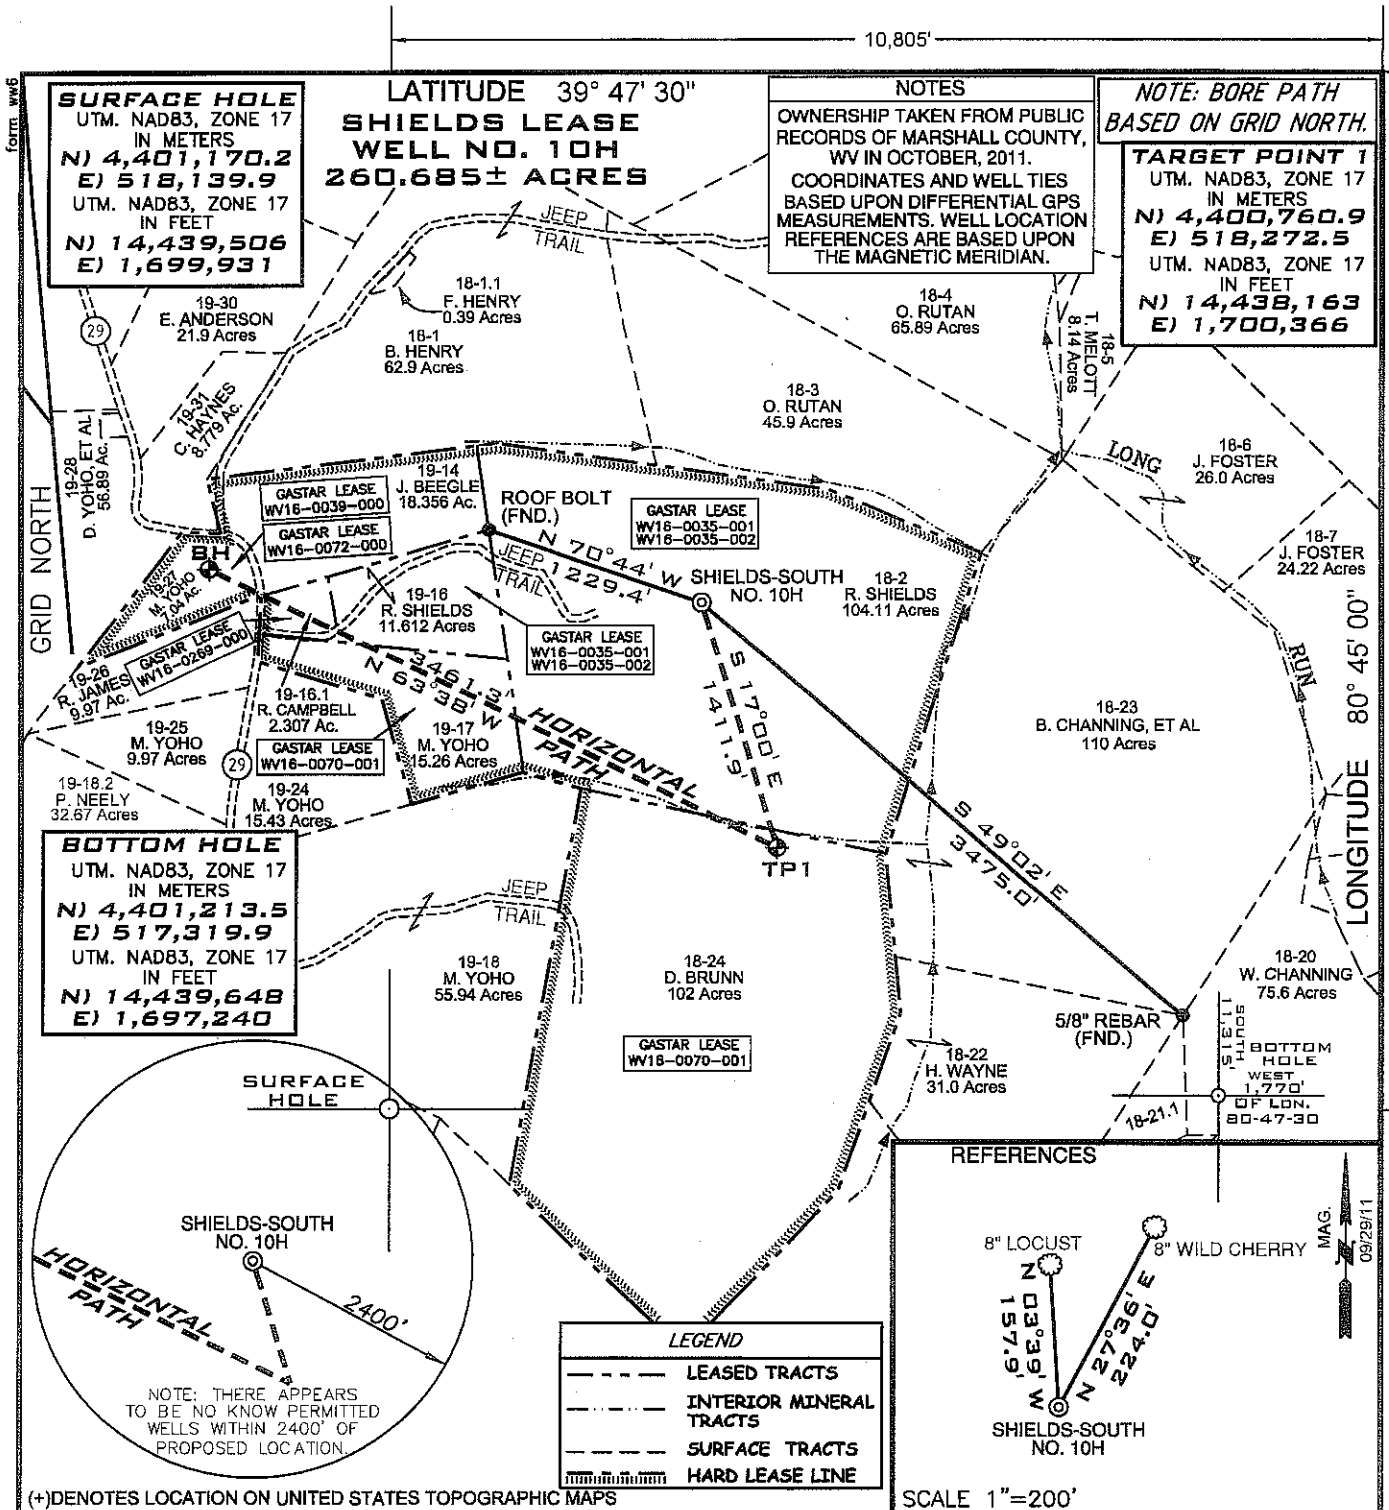 10,805'
form ww6
SURFACE HOLE
UTM. NAD83, ZONE 17
IN METERS
N) 4,401,170.2
E) 518,139.9
UTM. NAD83, ZONE 17
IN FEET
N) 14,439,506
E) 1,699,931
LATITUDE 39° 47' 30"
SHIELDS LEASE
WELL NO. 10H
260.685± ACRES
NOTES
OWNERSHIP TAKEN FROM PUBLIC
RECORDS OF MARSHALL COUNTY,
WV IN OCTOBER, 2011.
COORDINATES AND WELL TIES
BASED UPON DIFFERENTIAL GPS
MEASUREMENTS. WELL LOCATION
REFERENCES ARE BASED UPON
THE MAGNETIC MERIDIAN.
NOTE: BORE PATH
BASED ON GRID NORTH.
TARGET POINT 1
UTM. NAD83, ZONE 17
IN METERS
N) 4,400,760.9
E) 518,272.5
UTM. NAD83, ZONE 17
IN FEET
N) 14,438,163
E) 1,700,366
JEEP
TRAIL
18-1.1
F. HENRY
0.39 Acres
18-1
B. HENRY
62.9 Acres
19-30
E. ANDERSON
21.9 Acres
29
19-31
C. HAYNES
8.779 Ac.
19-28
D. YOHO, ET AL
56.89 Ac.
18-4
O. RUTAN
65.89 Acres
18-5
T. MELOTT
8.14 Acres
18-3
O. RUTAN
45.9 Acres
LONG
18-6
J. FOSTER
26.0 Acres
18-7
J. FOSTER
24.22 Acres
RUN
GRID NORTH
19-14
J. BEEGLE
18.356 Ac.
GASTAR LEASE
WV16-0039-000
GASTAR LEASE
WV16-0072-000
ROOF BOLT
(FND.)
GASTAR LEASE
WV16-0035-001
WV16-0035-002
N 70°44' W
1229.4'
JEEP
TRAIL
SHIELDS-SOUTH
NO. 10H
18-2
R. SHIELDS
104.11 Acres
BH
19-27
M. YOHO
7.04 Ac.
19-16
R. SHIELDS
11.612 Acres
GASTAR LEASE
WV16-0035-001
WV16-0035-002
GASTAR LEASE
WV16-0269-000
19-26
R. JAMES
9.97 Ac.
3461.3'
N 63°38' W
19-16.1
R. CAMPBELL
2.307 Ac.
19-25
M. YOHO
9.97 Acres
GASTAR LEASE
WV16-0070-001
19-17
M. YOHO
15.26 Acres
HORIZONTAL
PATH
S 17°00' E
1411.9'
18-23
B. CHANNING, ET AL
110 Acres
LONGITUDE 80° 45' 00"
29
19-18.2
P. NEELY
32.67 Acres
19-24
M. YOHO
15.43 Acres
S 49°02' E
3475.0'
TP1
BOTTOM HOLE
UTM. NAD83, ZONE 17
IN METERS
N) 4,401,213.5
E) 517,319.9
UTM. NAD83, ZONE 17
IN FEET
N) 14,439,648
E) 1,697,240
JEEP
TRAIL
19-18
M. YOHO
55.94 Acres
18-24
D. BRUNN
102 Acres
GASTAR LEASE
WV16-0070-001
18-20
W. CHANNING
75.6 Acres
5/8" REBAR
(FND.)
18-22
H. WAYNE
31.0 Acres
SOUTH
11,315'
BOTTOM
HOLE
WEST
1,770'
OF LON.
80-47-30
18-21.1
SURFACE
HOLE
SHIELDS-SOUTH
NO. 10H
HORIZONTAL
PATH
2400'
NOTE: THERE APPEARS
TO BE NO KNOW PERMITTED
WELLS WITHIN 2400' OF
PROPOSED LOCATION.
LEGEND
LEASED TRACTS
INTERIOR MINERAL
TRACTS
SURFACE TRACTS
HARD LEASE LINE
REFERENCES
8" LOCUST
8" WILD CHERRY
N 03°39' W
157.9'
N 27°36' E
224.0'
SHIELDS-SOUTH
NO. 10H
MAG.
09/29/11
(+)DENOTES LOCATION ON UNITED STATES TOPOGRAPHIC MAPS
SCALE 1"=200'